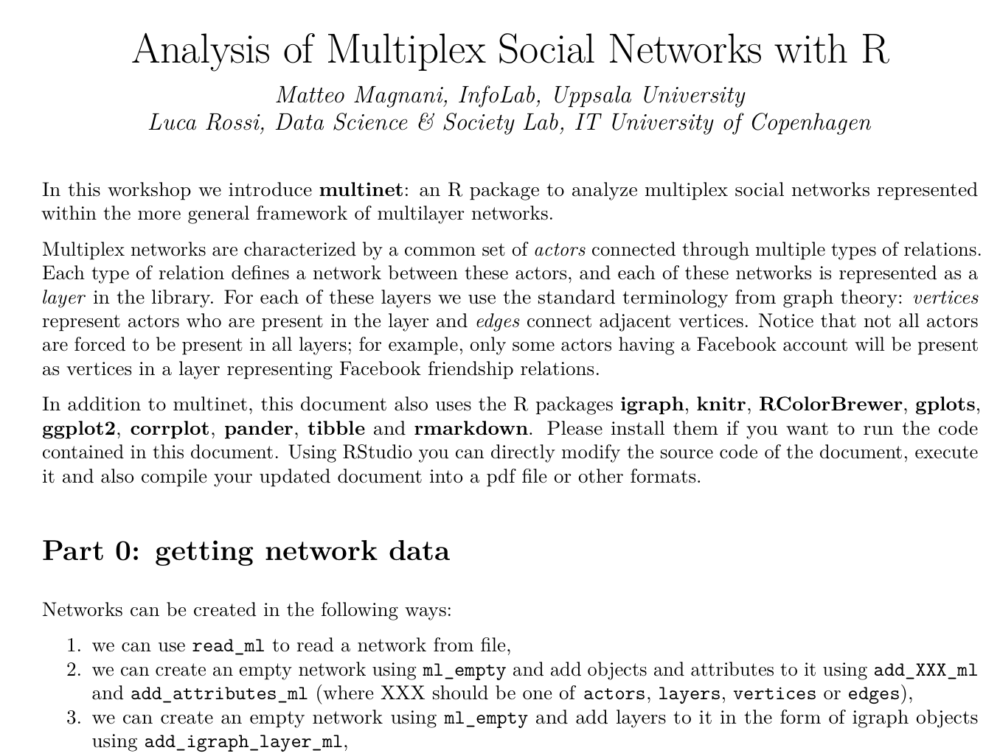 Analysis of Multiplex Social Networks with R
Matteo Magnani, InfoLab, Uppsala University
Luca Rossi, Data Science & Society Lab, IT University of Copenhagen
In this workshop we introduce multinet: an R package to analyze multiplex social networks represented
within the more general framework of multilayer networks.
Multiplex networks are characterized by a common set of actors connected through multiple types of relations.
Each type of relation defines a network between these actors, and each of these networks is represented as a
layer in the library. For each of these layers we use the standard terminology from graph theory: vertices
represent actors who are present in the layer and edges connect adjacent vertices. Notice that not all actors
are forced to be present in all layers; for example, only some actors having a Facebook account will be present
as vertices in a layer representing Facebook friendship relations.
In addition to multinet, this document also uses the R packages igraph, knitr, RColorBrewer, gplots,
ggplot2, corrplot, pander, tibble and rmarkdown. Please install them if you want to run the code
contained in this document. Using RStudio you can directly modify the source code of the document, execute
it and also compile your updated document into a pdf file or other formats.
Part 0: getting network data
Networks can be created in the following ways:
1. we can use read_ml to read a network from file,
2. we can create an empty network using ml_empty and add objects and attributes to it using add_XXX_ml
and add_attributes_ml (where XXX should be one of actors, layers, vertices or edges),
3. we can create an empty network using ml_empty and add layers to it in the form of igraph objects
using add_igraph_layer_ml,